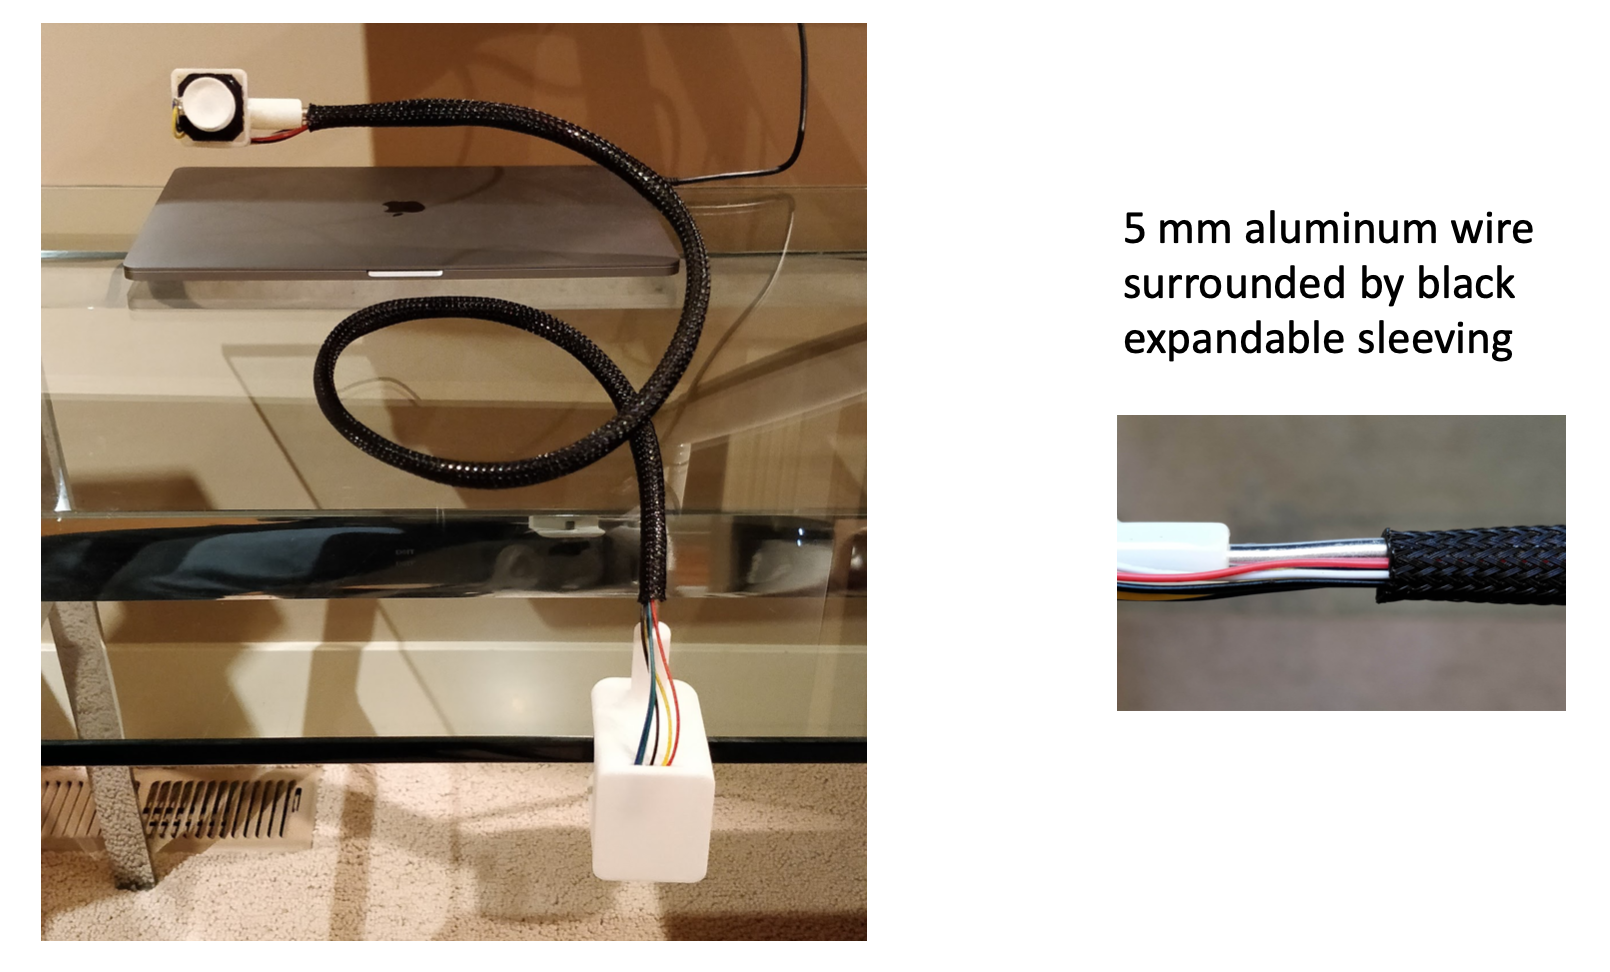 5 mm aluminum wire
surrounded by black
expandable sleeving